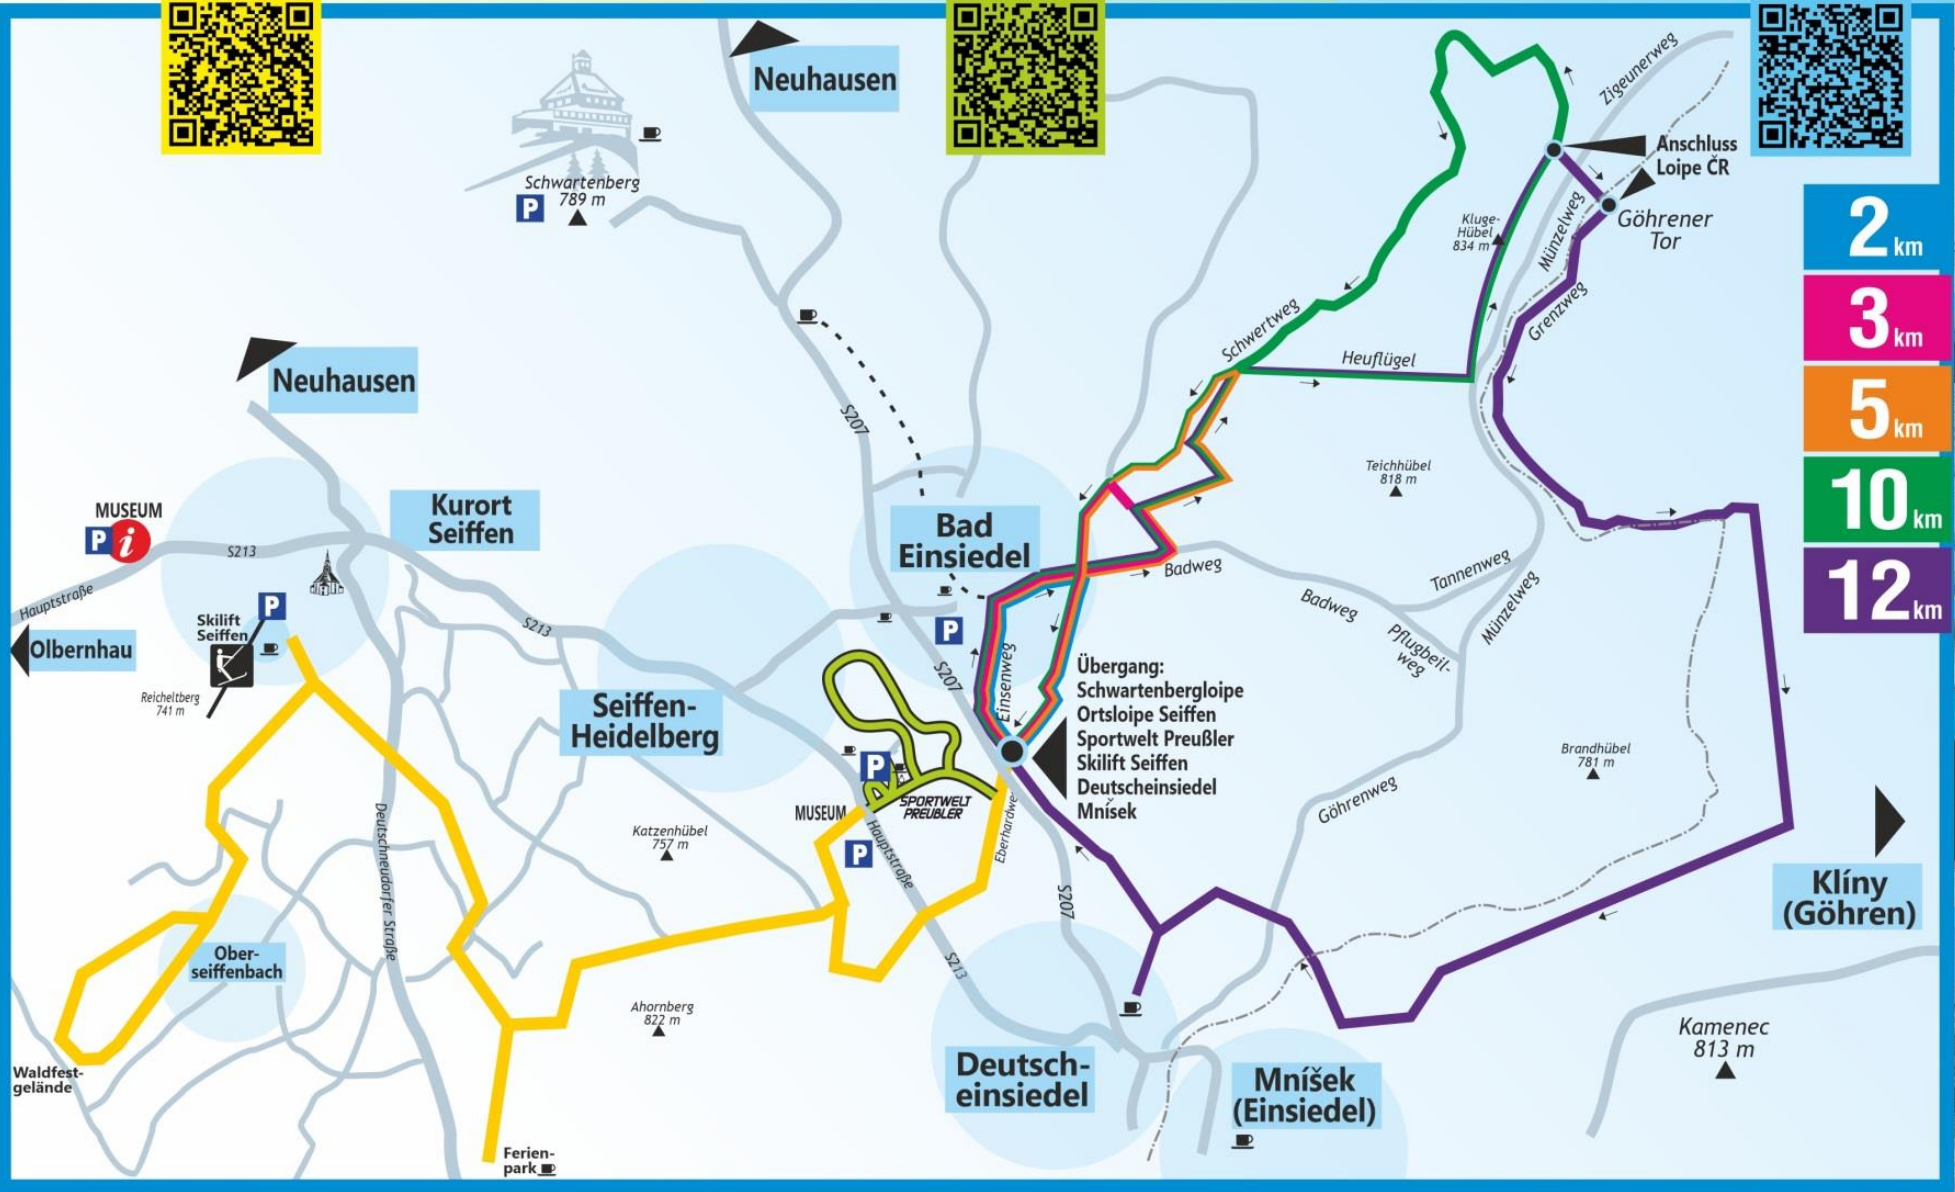 Neuhausen
Schwartenberg
789 m
P
Zigeunerweg
Anschluss
Loipe ČR
Göhrener
Tor
Münzelweg
Kluge-
Hübel
834 m
Grenzweg
2 km
3 km
5 km
10 km
12 km
Schwertweg
Heuflügel
Neuhausen
S207
Teichhübel
818 m
Kurort
Seiffen
MUSEUM
P i
S213
Hauptstraße
Olbernhau
Skilift
Seiffen
P
Reicheltberg
741 m
S213
Bad
Einsiedel
P
S207
Einsenweg
Badweg
Badweg
Tannenweg
Münzelweg
Pflugbeil-
weg
Übergang:
Schwartenbergloipe
Ortsloipe Seiffen
Sportwelt Preußler
Skilift Seiffen
Deutscheinsiedel
Mníšek
Seiffen-
Heidelberg
P
MUSEUM
SPORTWELT
PREUßLER
P
Hauptstraße
Eberhardwe
Katzenhübel
757 m
Deutschneudorfer Straße
Göhrenweg
Brandhübel
781 m
Klíny
(Göhren)
S207
S213
Ober-
seiffenbach
Ahornberg
822 m
Waldfest-
gelände
Ferien-
park
Deutsch-
einsiedel
Mníšek
(Einsiedel)
Kamenec
813 m